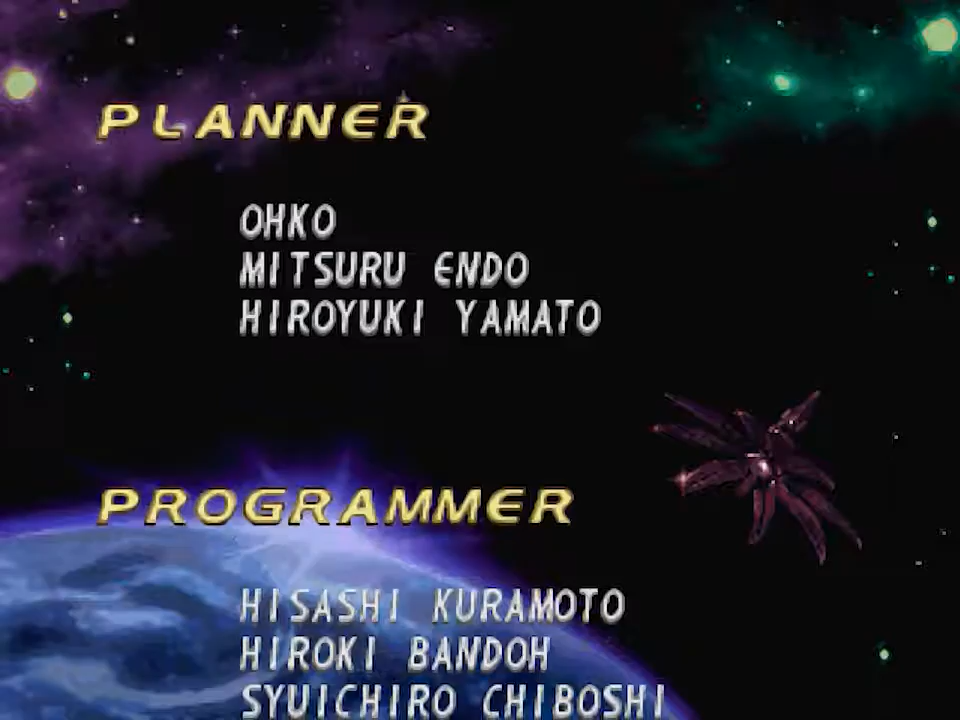 PLANNER
OHKO
MITSURU ENDO
HIROYUKI YAMATO
PROGRAMMER
HISASHI KURAMOTO
HIROKI BANDOH
SYUICHIRO CHIBOSHI